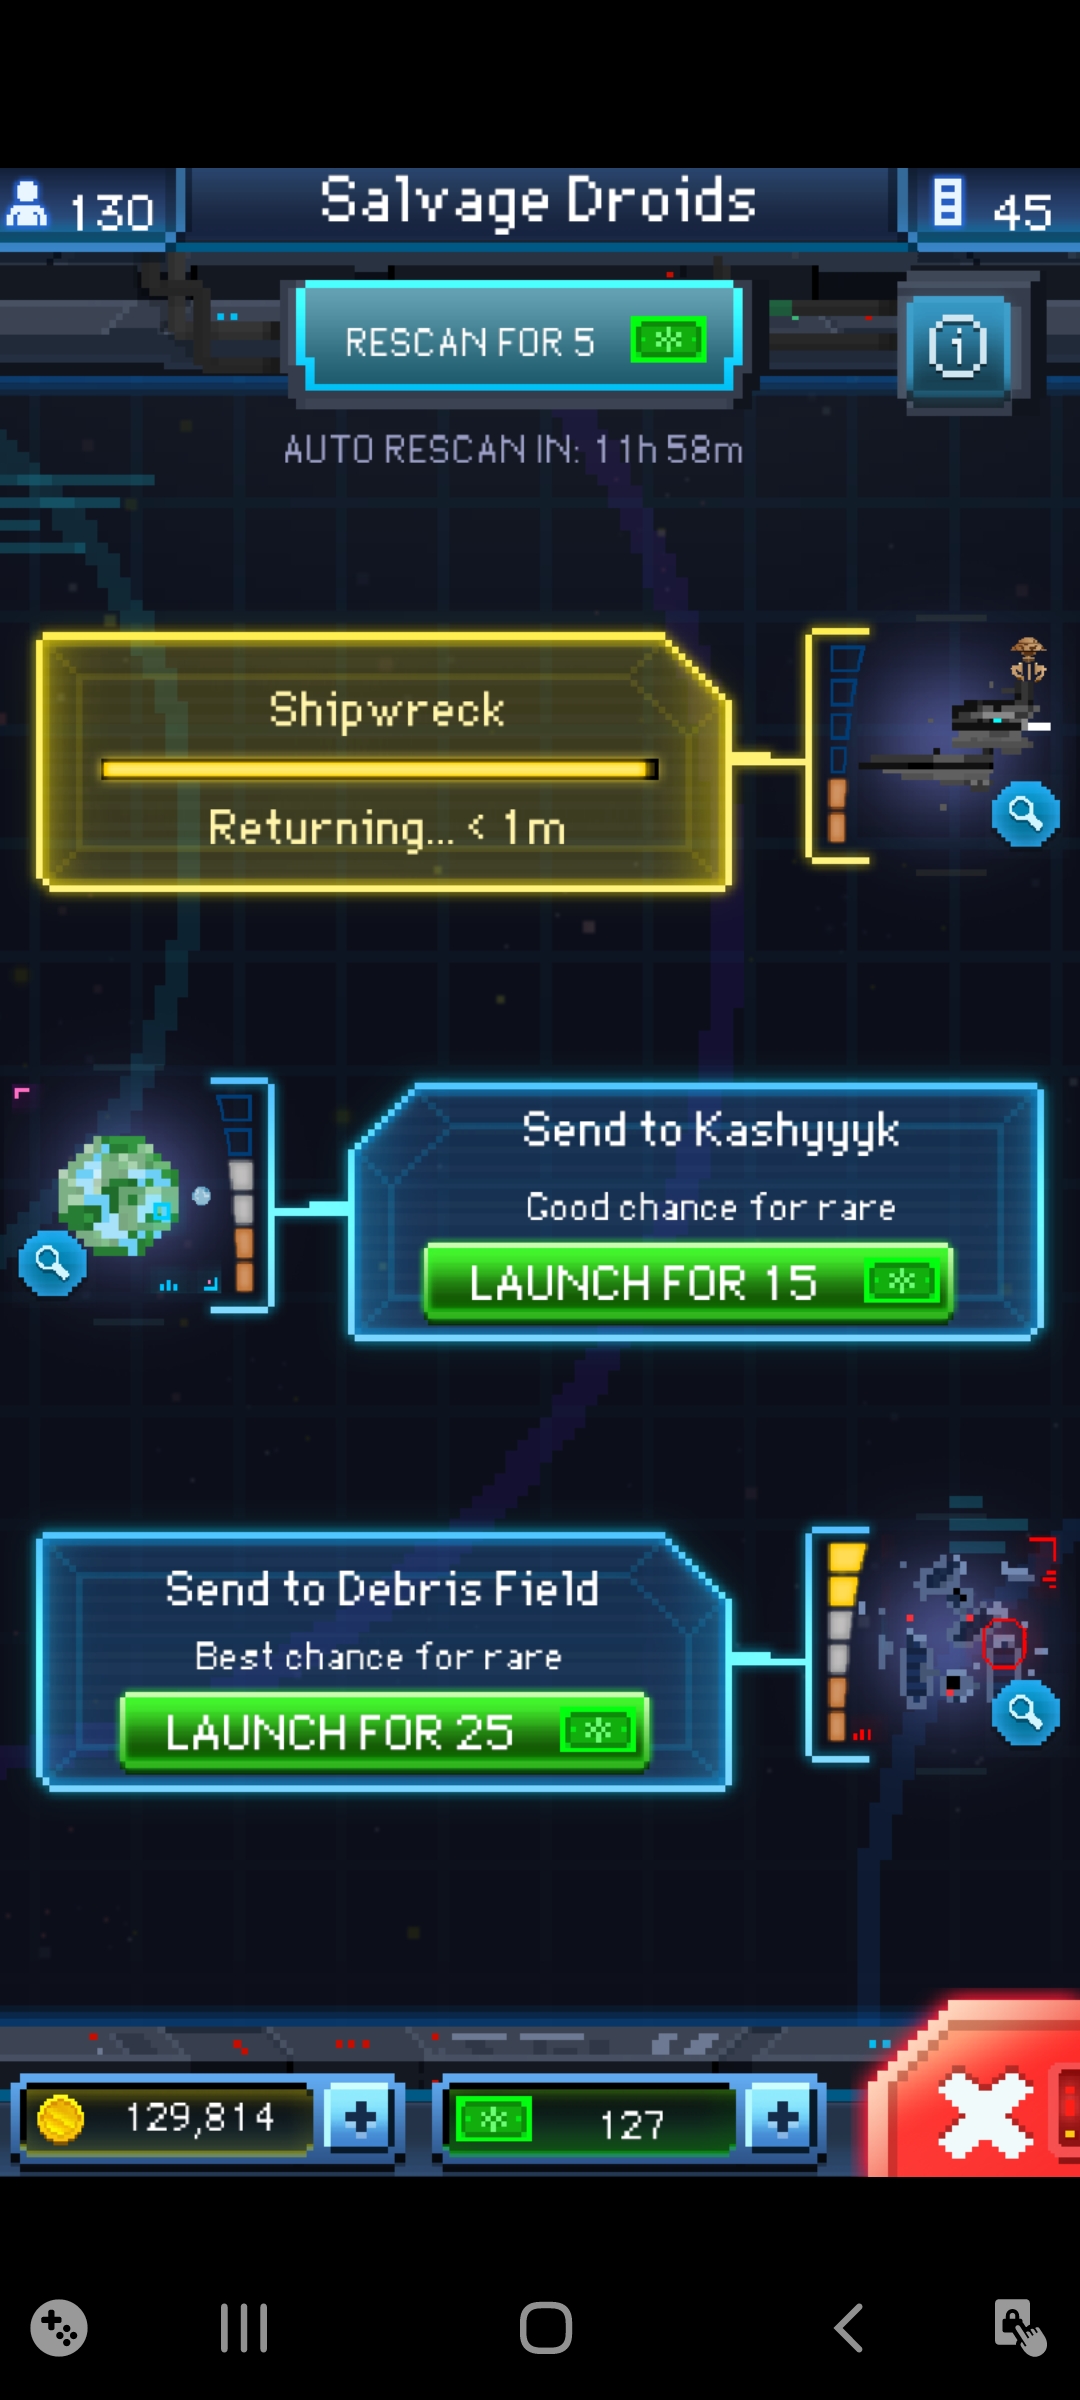 130
Salvage Droids
45
RESCAN FOR 5
AUTO RESCAN IN: 11h 58m
Shipwreck
Returning... < 1m
Send to Kashyyyk
Good chance for rare
LAUNCH FOR 15
Send to Debris Field
Best chance for rare
LAUNCH FOR 25
129,814
127